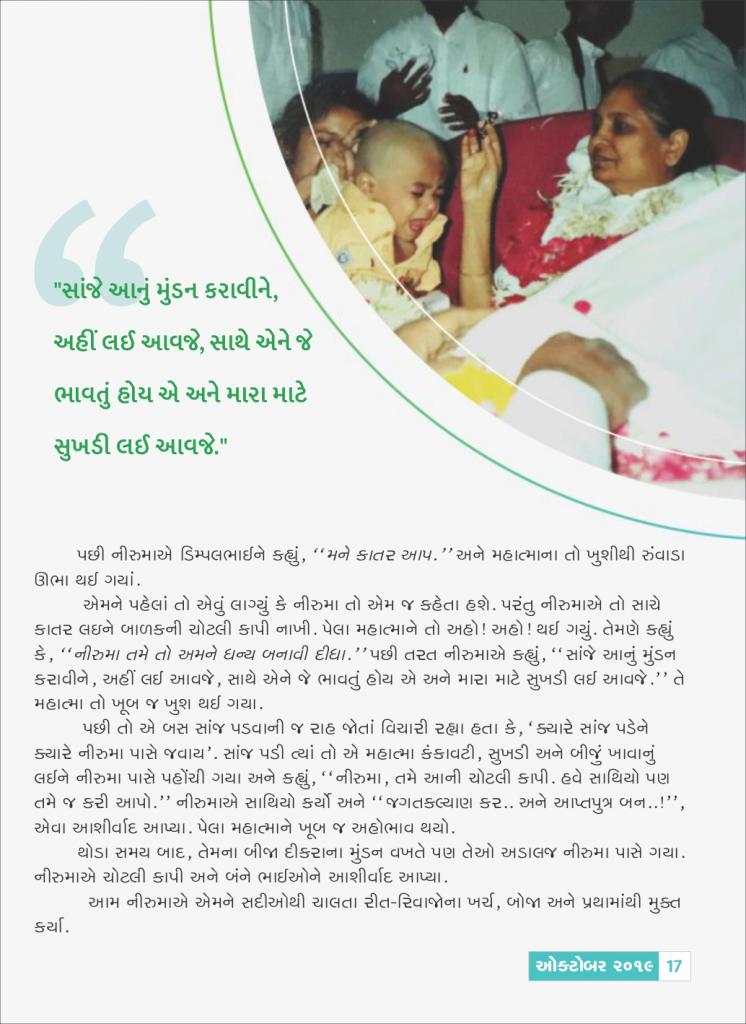 "સાંજે આનું મુંડન કરાવીને,
અહીં લઈ આવજે, સાથે એને જે
ભાવતું હોય એ અને મારા માટે
સુખડી લઈ આવજે."
પછી નીરુમાએ ડિમ્પલભાઈને કહ્યું, ‘‘મને કાતર આપ.’’ અને મહાત્માના તો ખુશીથી રુંવાડા
ઊભા થઈ ગયાં.
એમને પહેલાં તો એવું લાગ્યું કે નીરુમા તો એમ જ કહેતા હશે. પરંતુ નીરુમાએ તો સાચે
કાતર લઇને બાળકની ચોટલી કાપી નાખી. પેલા મહાત્માને તો અહો! અહો! થઈ ગયું. તેમણે કહ્યું
કે, ‘‘નીરુમા તમે તો અમને ધન્ય બનાવી દીધા.’’ પછી તરત નીરુમાએ કહ્યું, ‘‘સાંજે આનું મુંડન
કરાવીને, અહીં લઈ આવજે, સાથે એને જે ભાવતું હોય એ અને મારા માટે સુખડી લઈ આવજે.’’ તે
મહાત્મા તો ખૂબ જ ખુશ થઈ ગયા.
પછી તો એ બસ સાંજ પડવાની જ રાહ જોતાં વિચારી રહ્યા હતા કે, ‘ક્યારે સાંજ પડેને
ક્યારે નીરુમા પાસે જવાય’. સાંજ પડી ત્યાં તો એ મહાત્મા કંકાવટી, સુખડી અને બીજું ખાવાનું
લઈને નીરુમા પાસે પહોંચી ગયા અને કહ્યું, ‘‘નીરુમા, તમે આની ચોટલી કાપી. હવે સાથિયો પણ
તમે જ કરી આપો.’’ નીરુમાએ સાથિયો કર્યો અને ‘‘જગતકલ્યાણ કર.. અને આપ્તપુત્ર બન..!’’,
એવા આશીર્વાદ આપ્યા. પેલા મહાત્માને ખૂબ જ અહોભાવ થયો.
થોડા સમય બાદ, તેમના બીજા દીકરાના મુંડન વખતે પણ તેઓ અડાલજ નીરુમા પાસે ગયા.
નીરુમાએ ચોટલી કાપી અને બંને ભાઈઓને આશીર્વાદ આપ્યા.
આમ નીરુમાએ એમને સદીઓથી ચાલતા રીત-રિવાજોના ખર્ચ, બોજા અને પ્રથામાંથી મુક્ત
કર્યા.
ઓક્ટોબર ૨૦૧૯ 17